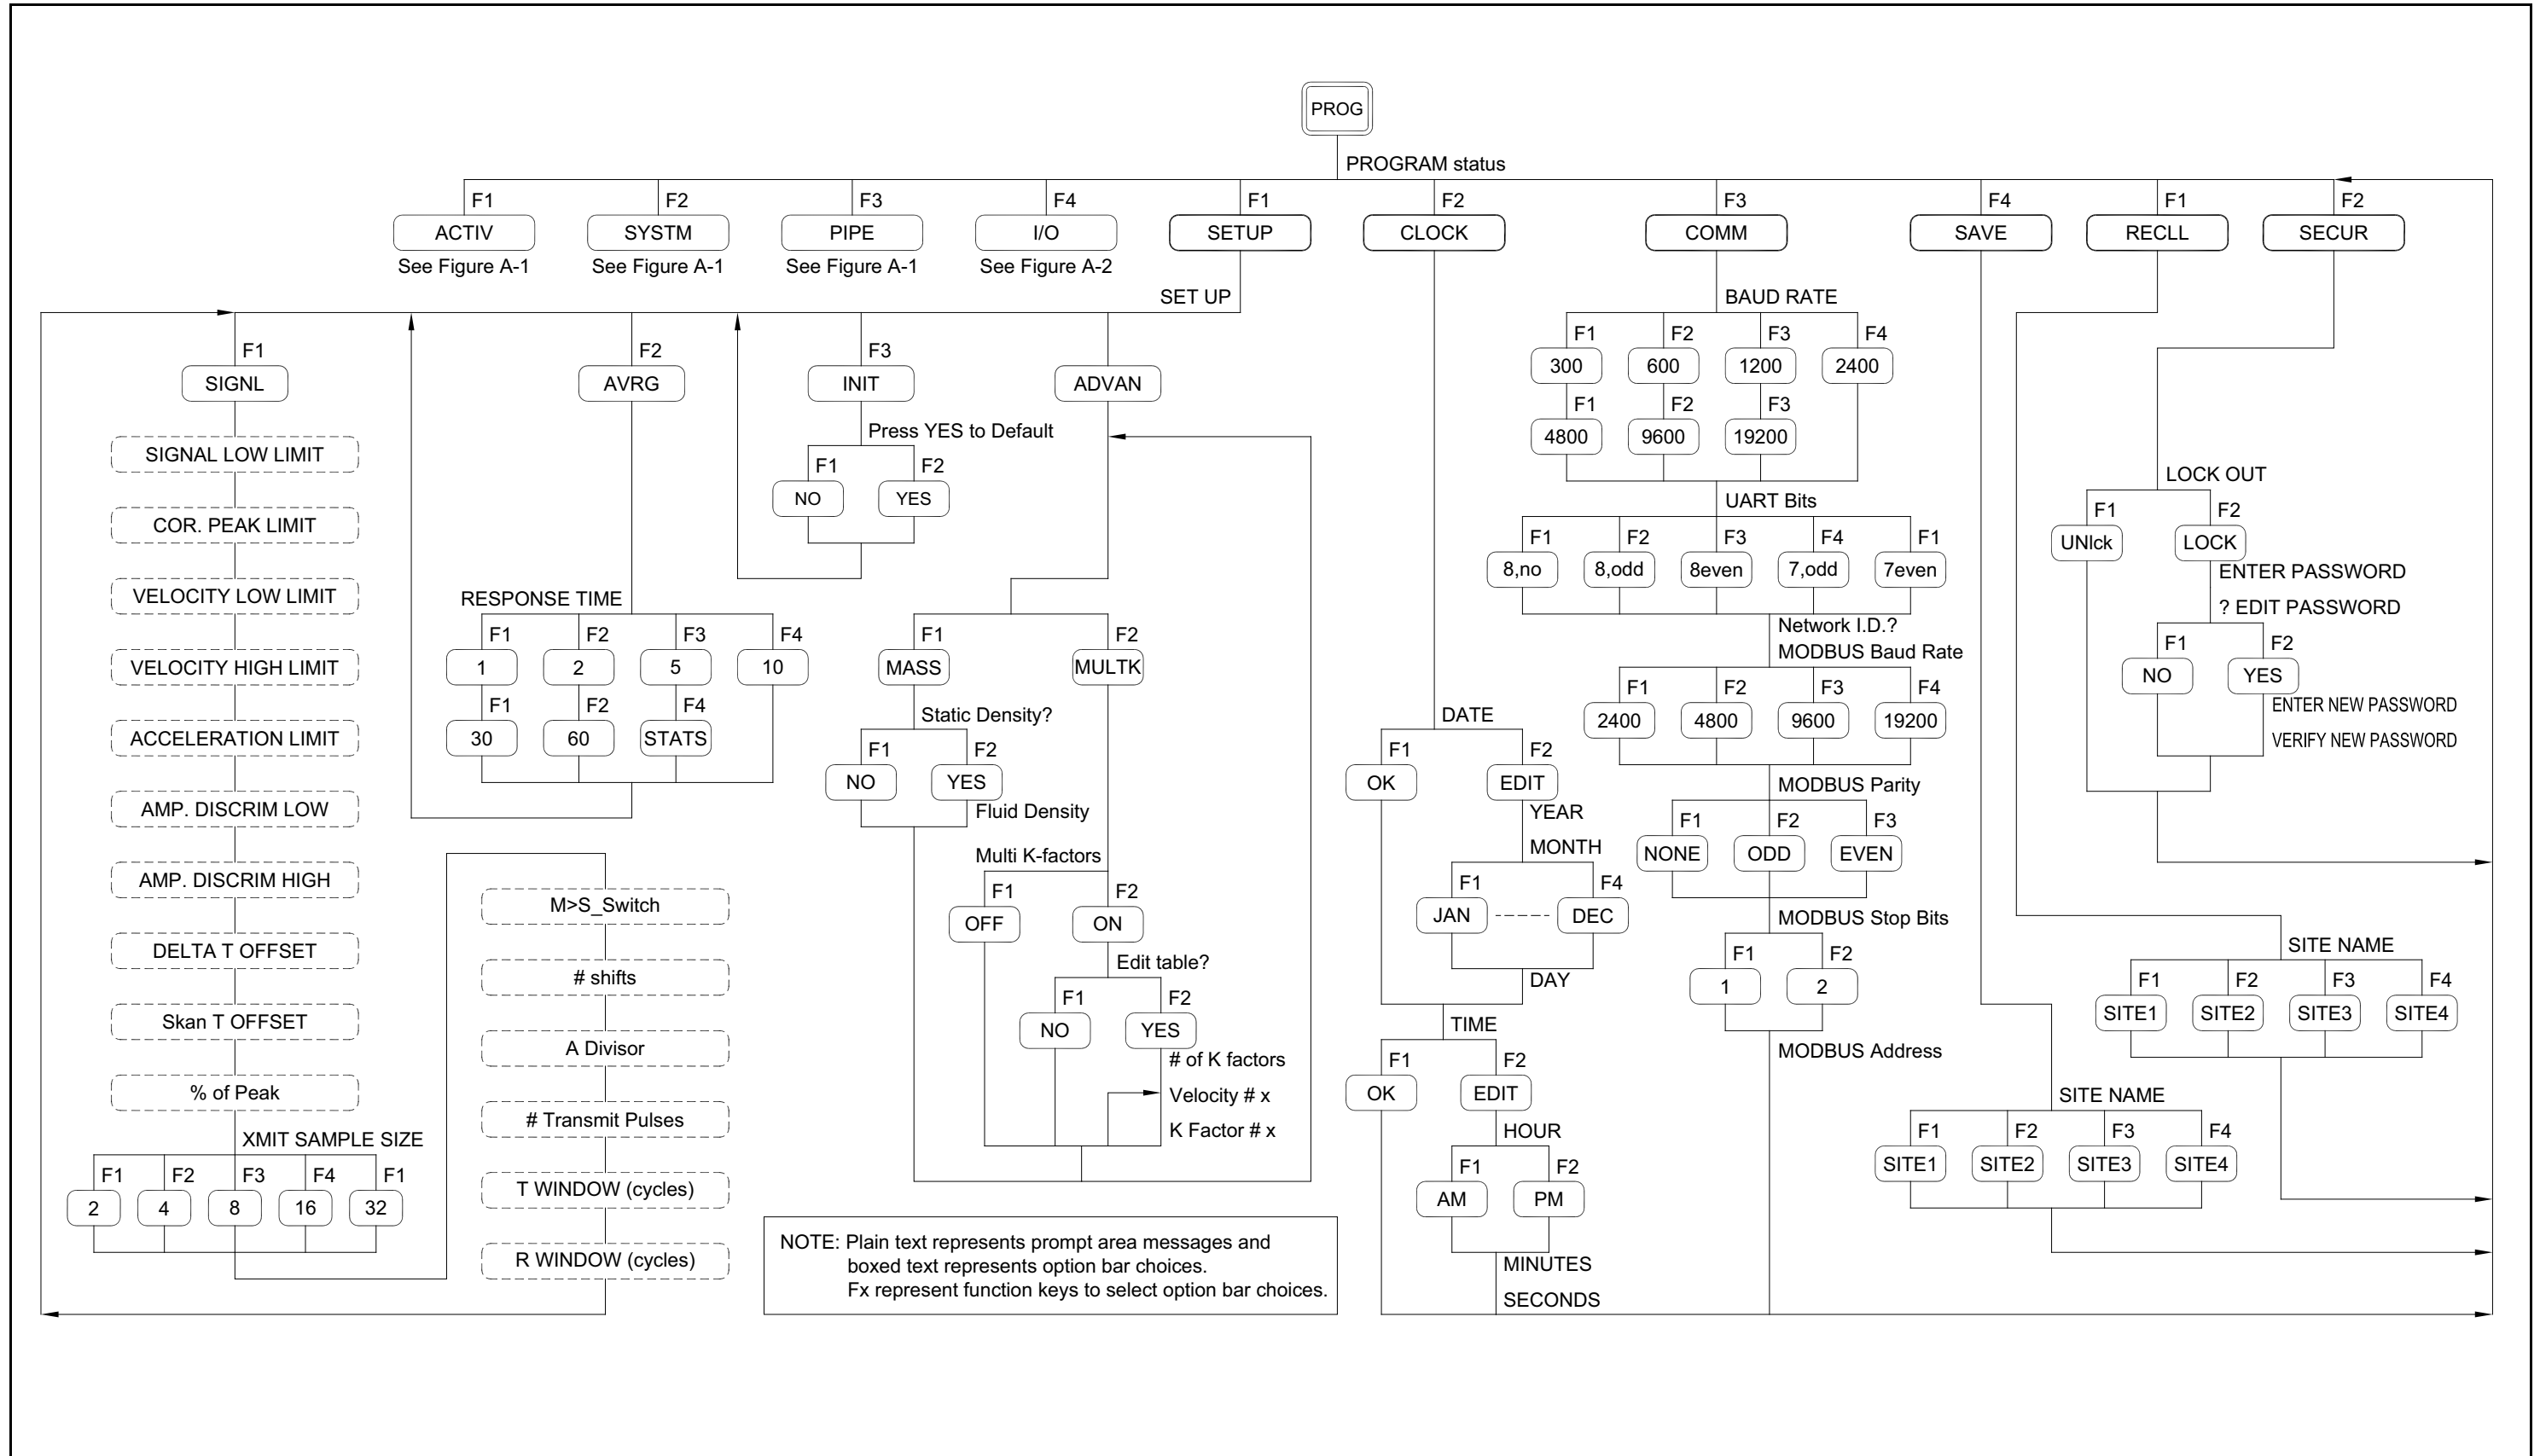 PROG
PROGRAM status
F1 F2 F3 F4 F1 F2 F3 F4 F1 F2
ACTIV SYSTM PIPE I/O SETUP CLOCK COMM SAVE RECLL SECUR
See Figure A-1 See Figure A-1 See Figure A-1 See Figure A-2
SET UP
F1 F2 F3
SIGNL AVRG INIT ADVAN
SIGNAL LOW LIMIT
COR. PEAK LIMIT
VELOCITY LOW LIMIT
VELOCITY HIGH LIMIT
ACCELERATION LIMIT
AMP. DISCRIM LOW
AMP. DISCRIM HIGH
DELTA T OFFSET
Skan T OFFSET
% of Peak
XMIT SAMPLE SIZE
F1 F2 F3 F4 F1
2 4 8 16 32
M>S_Switch
# shifts
A Divisor
# Transmit Pulses
T WINDOW (cycles)
R WINDOW (cycles)
RESPONSE TIME
F1 F2 F3 F4
1 2 5 10
F1 F2 F4
30 60 STATS
Press YES to Default
F1 F2
NO YES
F1 F2
MASS MULTK
Static Density?
F1 F2
NO YES
Fluid Density
Multi K-factors
F1 F2
OFF ON
Edit table?
F1 F2
NO YES
# of K factors
Velocity # x
K Factor # x
NOTE: Plain text represents prompt area messages and
boxed text represents option bar choices.
Fx represent function keys to select option bar choices.
DATE
F1 F2
OK EDIT
YEAR
MONTH
F1 F4
JAN ----- DEC
DAY
TIME
F1 F2
OK EDIT
HOUR
F1 F2
AM PM
MINUTES
SECONDS
BAUD RATE
F1 F2 F3 F4
300 600 1200 2400
F1 F2 F3
4800 9600 19200
UART Bits
F1 F2 F3 F4 F1
8,no 8,odd 8even 7,odd 7even
Network I.D.?
MODBUS Baud Rate
F1 F2 F3 F4
2400 4800 9600 19200
MODBUS Parity
F1 F2 F3
NONE ODD EVEN
MODBUS Stop Bits
F1 F2
1 2
MODBUS Address
SITE NAME
F1 F2 F3 F4
SITE1 SITE2 SITE3 SITE4
SITE NAME
F1 F2 F3 F4
SITE1 SITE2 SITE3 SITE4
LOCK OUT
F1 F2
UNlck LOCK
ENTER PASSWORD
? EDIT PASSWORD
F1 F2
NO YES
ENTER NEW PASSWORD
VERIFY NEW PASSWORD